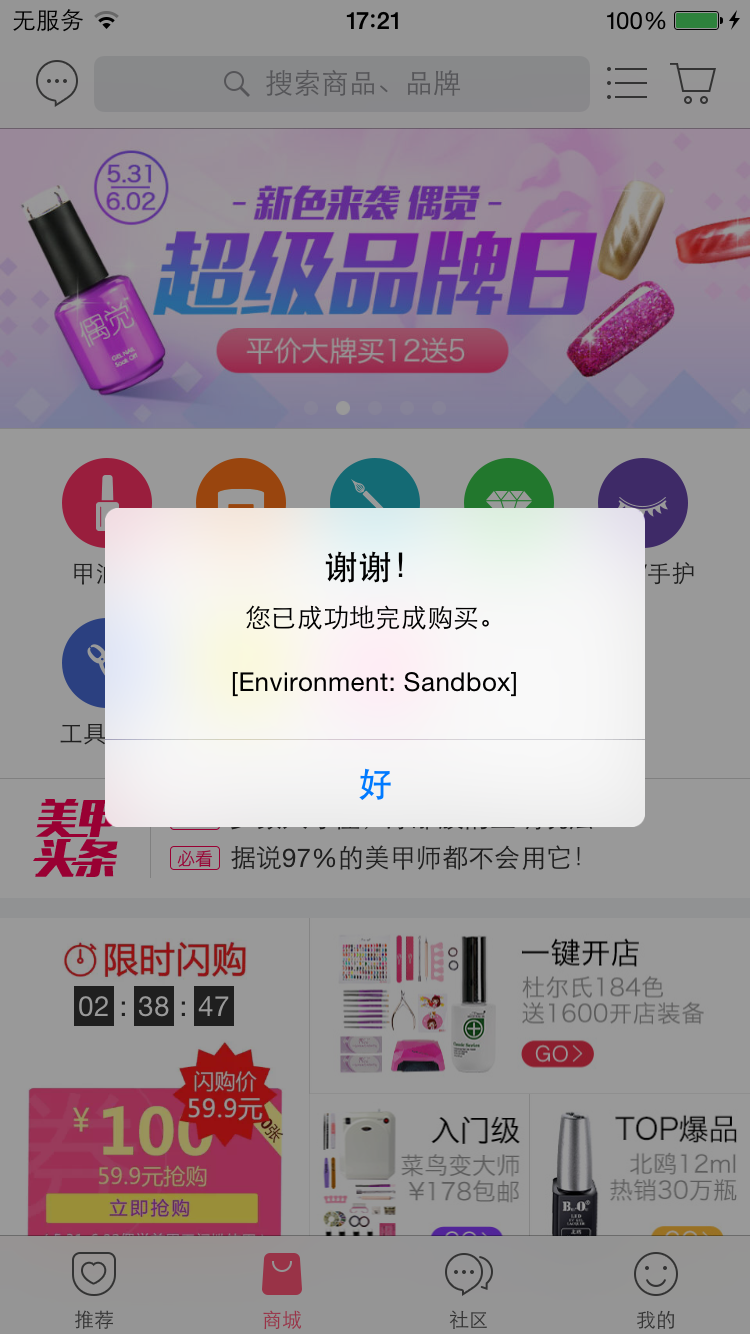 无服务
17:21
100%
搜索商品、品牌
5.31
6.02
- 新色来袭 偶觉 -
超级品牌日
平价大牌买12送5
偶觉
GEL NAIL
Soak Off
谢谢！
您已成功地完成购买。
[Environment: Sandbox]
好
甲油
/手护
工具
美甲
头条
必看
据说97%的美甲师都不会用它!
限时闪购
02 : 38 : 47
闪购价
59.9元
¥100
0张
59.9元抢购
立即抢购
一键开店
杜尔氏184色
送1600开店装备
GO>
入门级
菜鸟变大师
¥178包邮
GO>
TOP爆品
北鸥12ml
热销30万瓶
推荐
商城
社区
我的